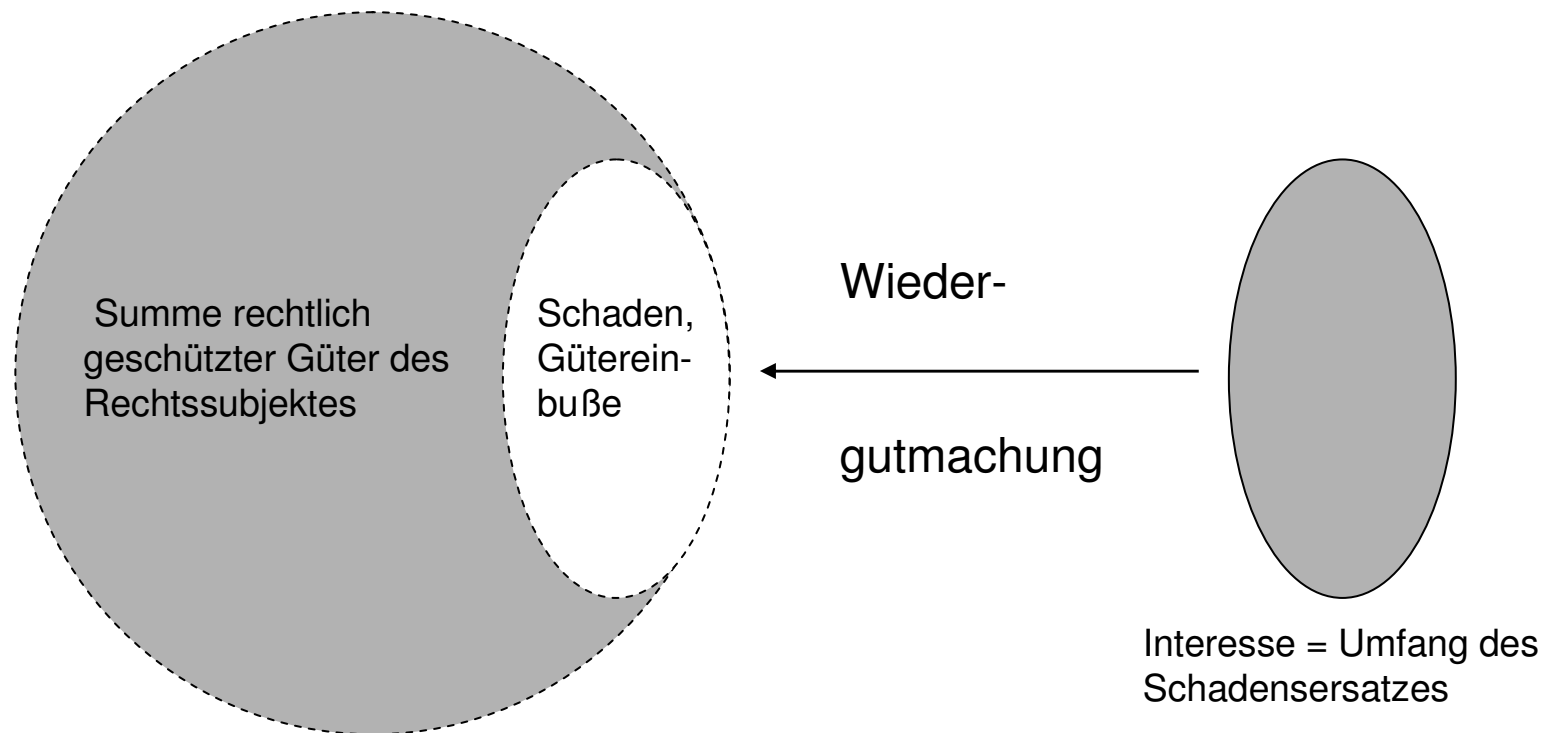 Summe rechtlich
geschützter Güter des
Rechtssubjektes
Schaden,
Güterein-
buße
Wieder-
gutmachung
Interesse = Umfang des
Schadensersatzes